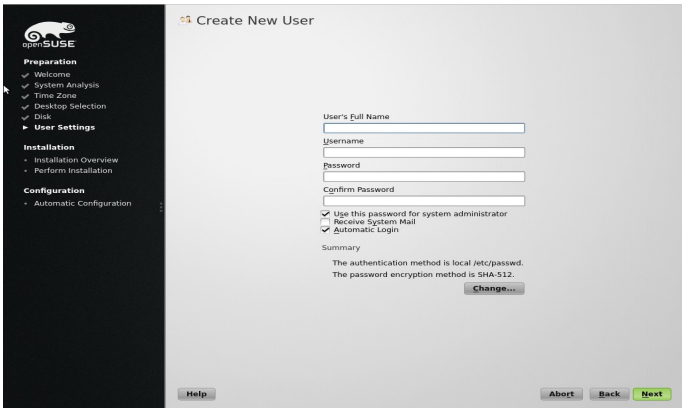 openSUSE
Preparation
Welcome
System Analysis
Time Zone
Desktop Selection
Disk
User Settings
Installation
Installation Overview
Perform Installation
Configuration
Automatic Configuration
Create New User
User's Full Name
Username
Password
Confirm Password
Use this password for system administrator
Receive System Mail
Automatic Login
Summary
The authentication method is local /etc/passwd.
The password encryption method is SHA-512.
Change...
Help
Abort
Back
Next